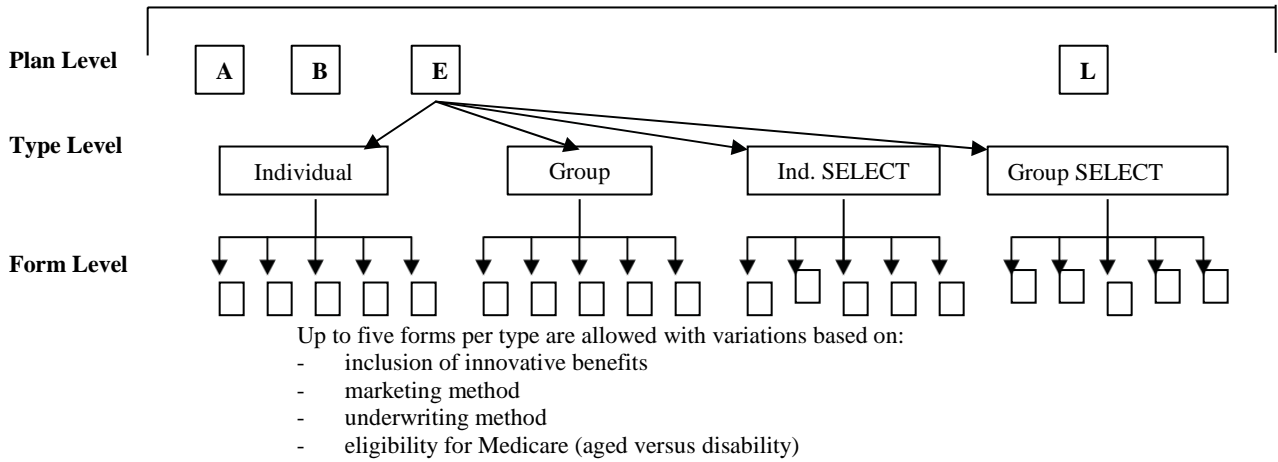 Plan Level
A B E L
Type Level
Individual Group Ind. SELECT Group SELECT
Form Level
Up to five forms per type are allowed with variations based on:
- inclusion of innovative benefits
- marketing method
- underwriting method
- eligibility for Medicare (aged versus disability)